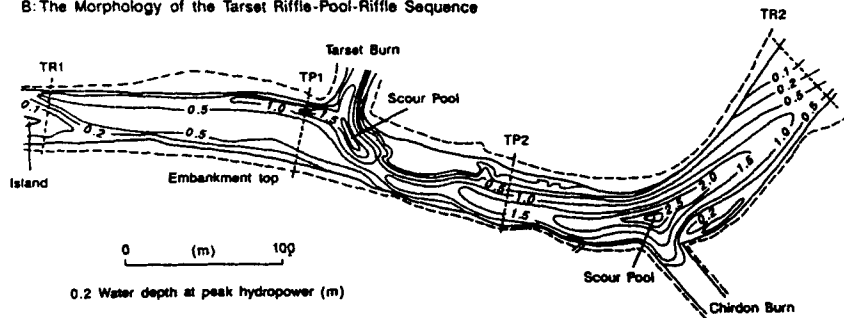 B: The Morphology of the Tarset Riffle-Pool-Riffle Sequence
TR2
Tarset Burn
TR1
TP1
Scour Pool
0.1
0.2
0.5
0.1
0.5
1.0
1.5
TP2
0.5
1.0
0.2
0.5
0.5
1.0
1.5
2.0
2.5
1.5
0.2
Island
Embankment top
0 (m) 100
0.2 Water depth at peak hydropower (m)
Scour Pool
Chirdon Burn